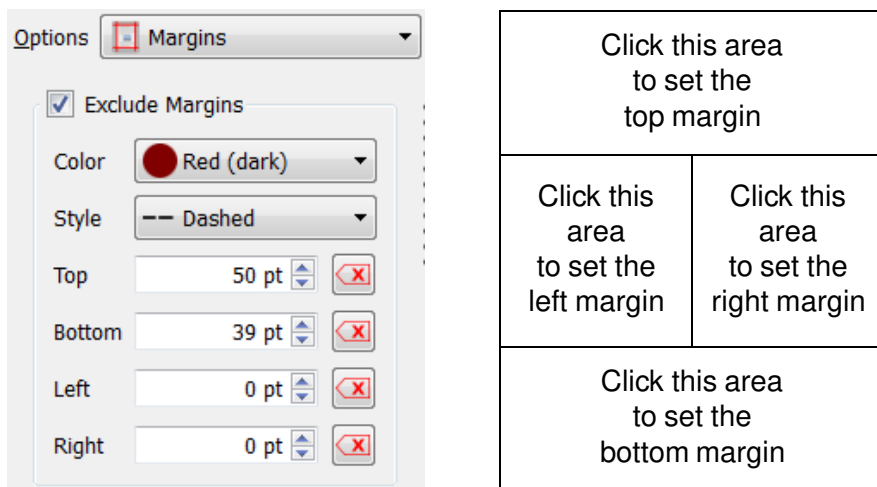 Options Margins
Exclude Margins
Color Red (dark)
Style Dashed
Top 50 pt
Bottom 39 pt
Left 0 pt
Right 0 pt
Click this area
to set the
top margin
Click this
area
to set the
left margin
Click this
area
to set the
right margin
Click this area
to set the
bottom margin